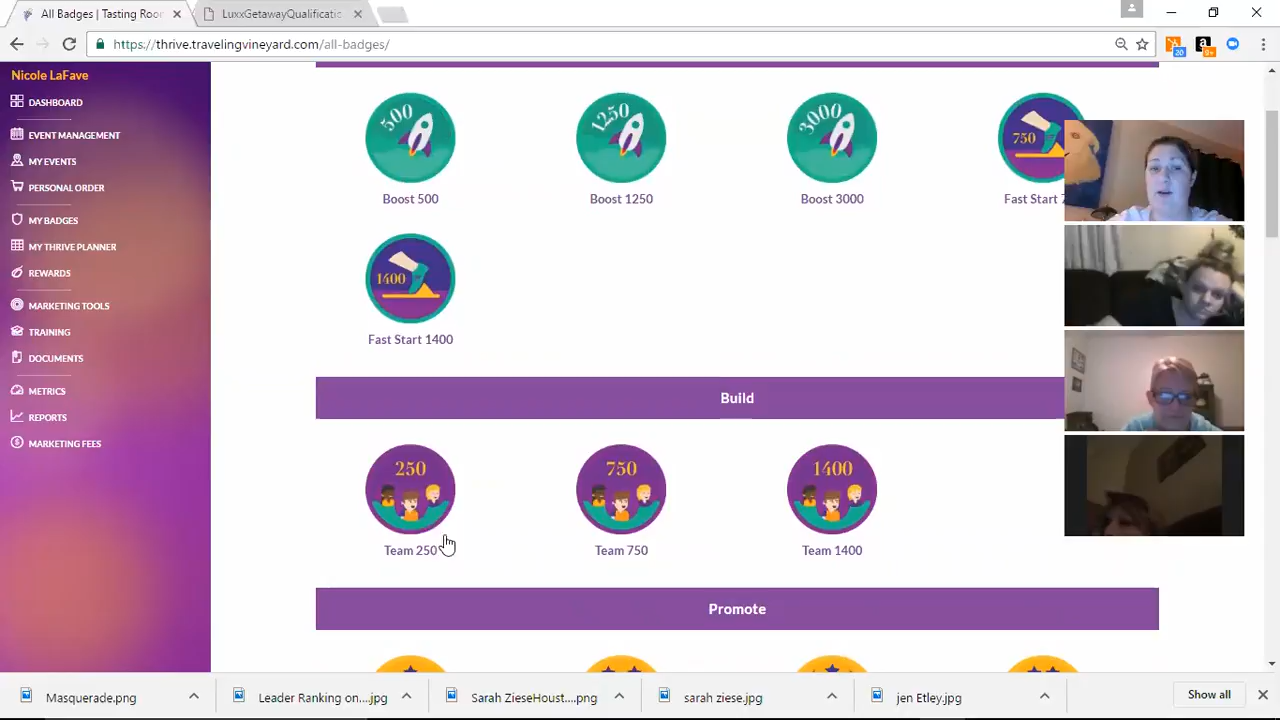 All Badges | Tasting Roo
LuxxGetawayQualificatic
https://thrive.travelingvineyard.com/all-badges/
20
9+
Nicole LaFave
DASHBOARD
EVENT MANAGEMENT
MY EVENTS
PERSONAL ORDER
MY BADGES
MY THRIVE PLANNER
REWARDS
MARKETING TOOLS
TRAINING
DOCUMENTS
METRICS
REPORTS
MARKETING FEES
500
1250
3000
750
Boost 500
Boost 1250
Boost 3000
Fast Start 7
1400
Fast Start 1400
Build
250
750
1400
Team 250
Team 750
Team 1400
Promote
Masquerade.png
Leader Ranking on....jpg
Sarah ZieseHoust....png
sarah ziese.jpg
jen Etley.jpg
Show all